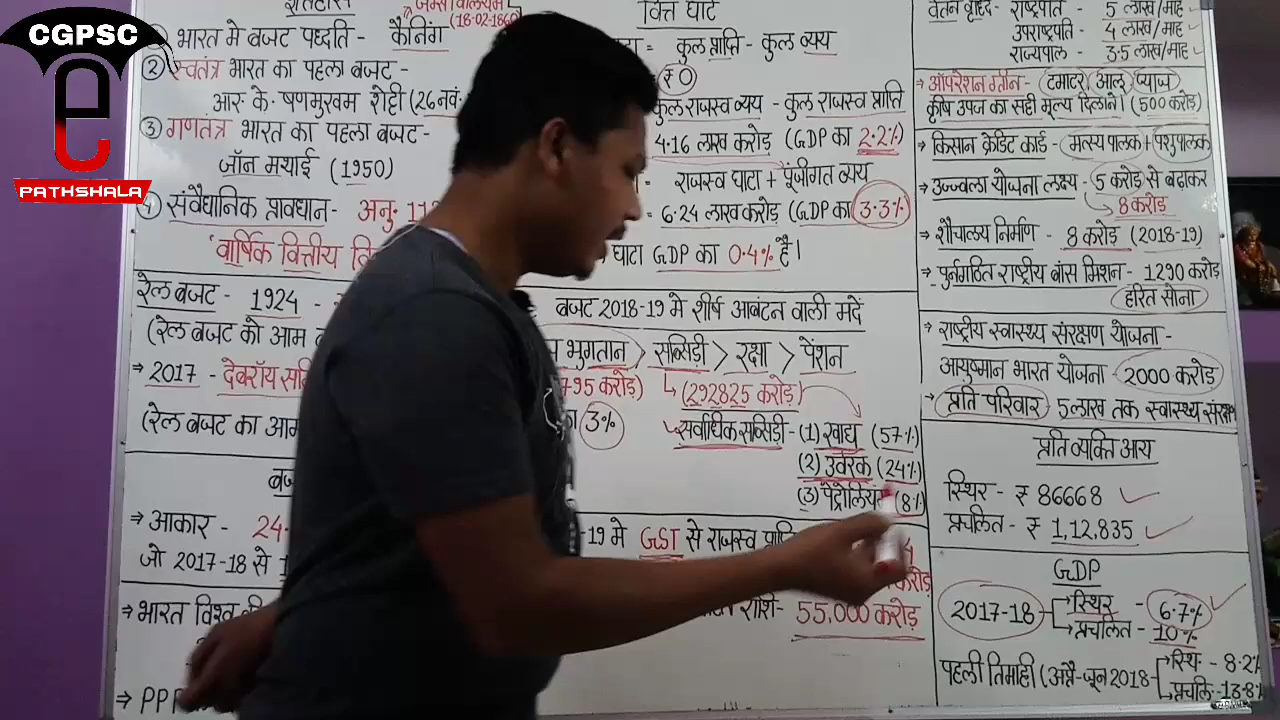 CGPSC
PATHSHALA
इतिहास
जेम्स विलियम
(18-02-1860
① भारत मे बजट पध्दति - कैनिंग
② स्वतंत्र भारत का पहला बजट -
आर. के. षणमुखम शेट्टी (26 नवं.
③ गणतंत्र भारत का पहला बजट -
जॉन मथाई (1950)
4 संवैधानिक प्रावधान - अनु. 11
वार्षिक वित्तीय
रेल बजट - 1924 -
(रेल बजट को आम
→ 2017 - देबरॉय
(रेल बजट का आम
⇒ आकार - 24.
जो 2017-18 से 1
⇒ भारत विश्व की
→ PPP
वित्त घाटे
= कुल प्राप्ति - कुल व्यय
= ₹0
कुल राजस्व व्यय - कुल राजस्व प्राप्ति
4.16 लाख करोड़ (GDP का 2.2%)
= राजस्व घाटा + पूंजीगत व्यय
= 6.24 लाख करोड़ (GDP का 3.3%)
घाटा GDP का 0.4% है।
बजट 2018-19 मे शीर्ष आबंटन वाली मदें
भुगतान > सब्सिडी > रक्षा > पेंशन
795 करोड़) (292825 करोड़)
3%
सर्वाधिक सब्सिडी - (1) खाद्य (57%)
(2) उर्वरक (24%)
(3) पेट्रोलियम (8%)
-19 मे GST से राजस्व प्राप्ति
करोड़
राशि - 55,000 करोड़
वेतन वृध्दि - राष्ट्रपति - 5 लाख/माह
उपराष्ट्रपति - 4 लाख/माह
राज्यपाल - 3.5 लाख/माह
→ ऑपरेशन ग्रीन - टमाटर, आलू, प्याज
कृषि उपज का सही मूल्य दिलाने। (500 करोड़)
→ किसान क्रेडिट कार्ड - मत्स्य पालक + पशुपालक
→ उज्ज्वला योजना लक्ष्य - 5 करोड़ से बढ़ाकर
8 करोड़
→ शौचालय निर्माण - 8 करोड़ (2018-19)
→ पुर्नगठित राष्ट्रीय बांस मिशन - 1290 करोड़
हरित सोना
→ राष्ट्रीय स्वास्थ्य संरक्षण योजना -
आयुष्मान भारत योजना - 2000 करोड़
→ प्रति परिवार 5 लाख तक स्वास्थ्य संरक्षण
प्रति व्यक्ति आय
स्थिर - ₹ 86668
प्रचलित - ₹ 1,12,835
GDP
2017-18 स्थिर - 6.7%
प्रचलित - 10%
पहली तिमाही (अप्रै-जून 2018 - स्थि. - 8.2%
प्रचलि. - 13.8%